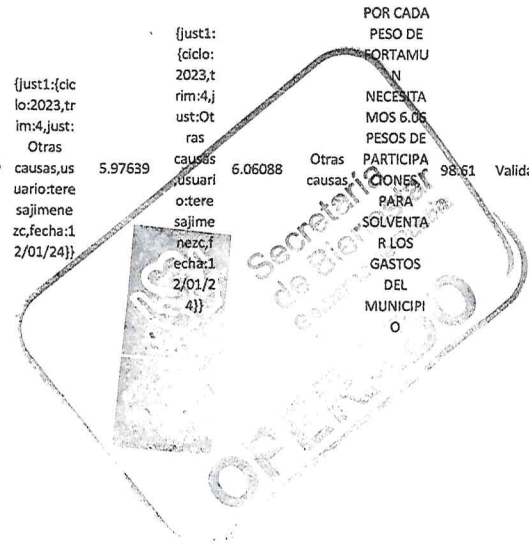 {just1:{cic
lo:2023,tr
im:4,just:
Otras
causas,us
uario:tere
sajimene
zc,fecha:1
2/01/24}}
5.97639
{just1:
{ciclo:
2023,t
rim:4,j
ust:Ot
ras
causas
,usuari
o:tere
sajime
nezc,f
echa:1
2/01/2
4}}
6.06088
Otras
causas
POR CADA
PESO DE
FORTAMU
N
NECESITA
MOS 6.06
PESOS DE
PARTICIPA
CIONES
PARA
SOLVENTA
R LOS
GASTOS
DEL
MUNICIPI
O
98.61
Valida
Secretaría
de Bienestar